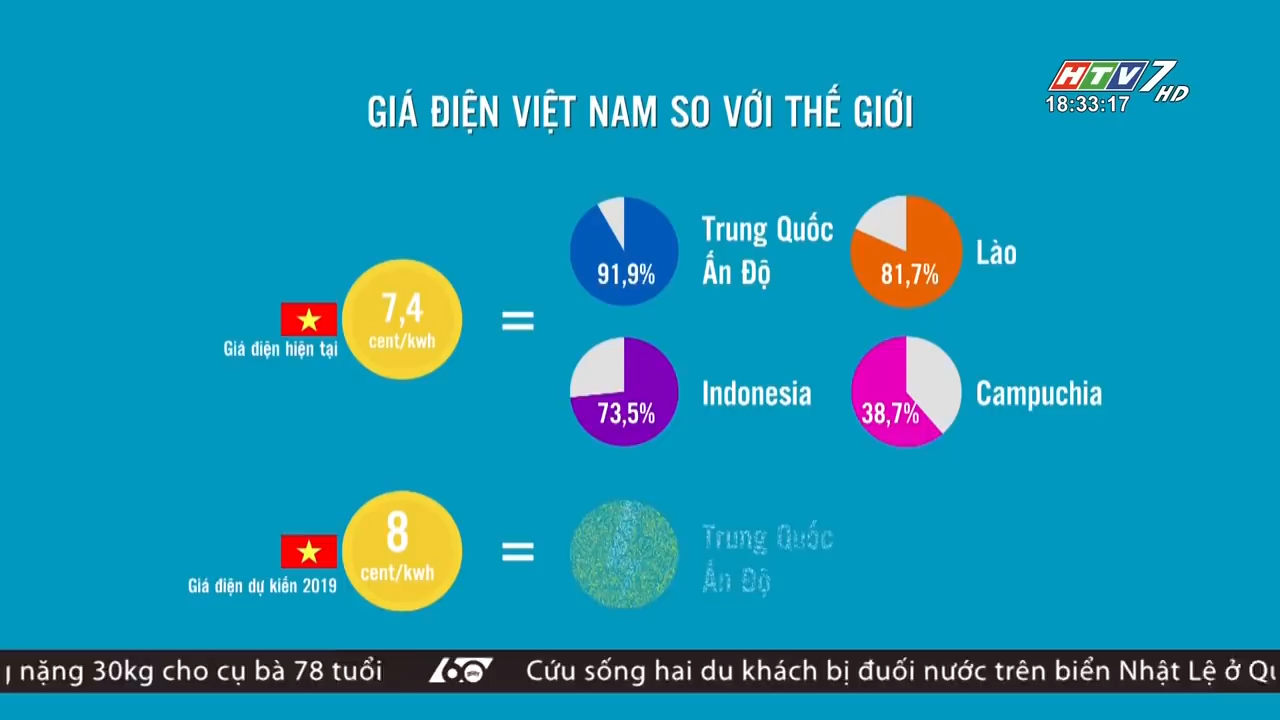 HTV7 HD
18:33:17
GIÁ ĐIỆN VIỆT NAM SO VỚI THẾ GIỚI
Giá điện hiện tại
7,4
cent/kwh
=
91,9%
Trung Quốc
Ấn Độ
81,7%
Lào
73,5%
Indonesia
38,7%
Campuchia
Giá điện dự kiến 2019
8
cent/kwh
=
Trung Quốc
Ấn Độ
nặng 30kg cho cụ bà 78 tuổi 60 giây Cứu sống hai du khách bị đuối nước trên biển Nhật Lệ ở